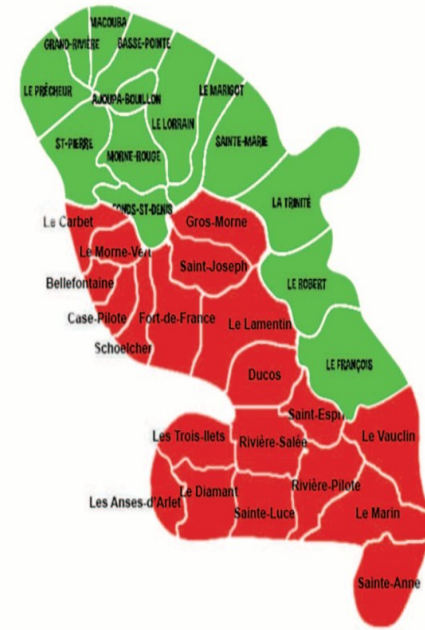 MACOUBA
GRAND-RIVIÈRE
BASSE-POINTE
LE PRÊCHEUR
AJOUPA-BOUILLON
LE MARIGOT
LE LORRAIN
ST-PIERRE
SAINTE-MARIE
MORNE-ROUGE
LA TRINITÉ
FONDS-ST-DENIS
Le Carbet
Gros-Morne
Le Morne-Vert
Saint-Joseph
Bellefontaine
LE ROBERT
Case-Pilote
Fort-de-France
Le Lamentin
Schoelcher
LE FRANÇOIS
Ducos
Saint-Espri
Les Trois-Ilets
Rivière-Salée
Le Vauclin
Rivière-Pilote
Le Diamant
Les Anses-d'Arlet
Sainte-Luce
Le Marin
Sainte-Anne